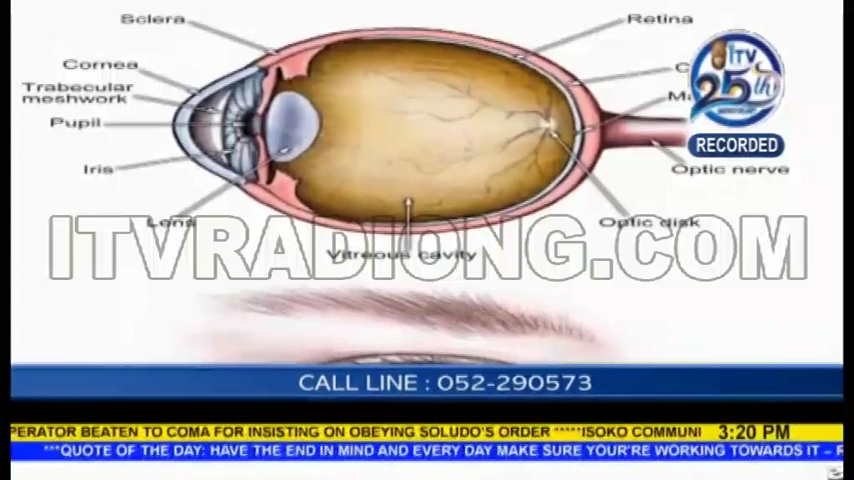 Sclera
Retina
Cornea
Trabecular
meshwork
Pupil
Iris
Lens
Vitreous cavity
Optic disk
Optic nerve
iTV
25th
RECORDED
ITVRADIONG.COM
CALL LINE : 052-290573
PERATOR BEATEN TO COMA FOR INSISTING ON OBEYING SOLUDO'S ORDER *****ISOKO COMMUNI
3:20 PM
***QUOTE OF THE DAY: HAVE THE END IN MIND AND EVERY DAY MAKE SURE YOUR'RE WORKING TOWARDS IT –